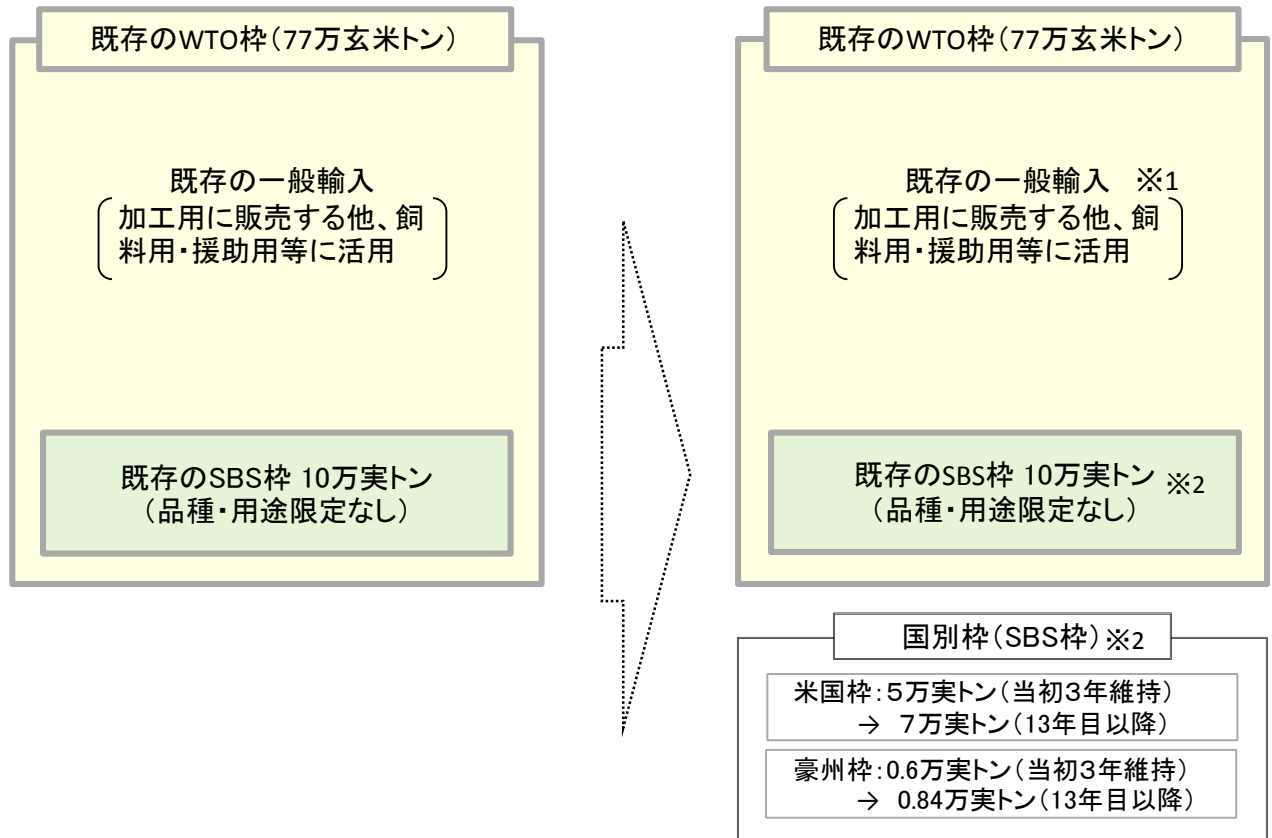 既存のWTO枠（77万玄米トン）
既存の一般輸入
加工用に販売する他、飼
料用・援助用等に活用
既存のSBS枠 10万実トン
（品種・用途限定なし）
既存のWTO枠（77万玄米トン）
既存の一般輸入 ※1
加工用に販売する他、飼
料用・援助用等に活用
既存のSBS枠 10万実トン ※2
（品種・用途限定なし）
国別枠（SBS枠）※2
米国枠：５万実トン（当初３年維持）
→ ７万実トン（13年目以降）
豪州枠：0.6万実トン（当初３年維持）
→ 0.84万実トン（13年目以降）